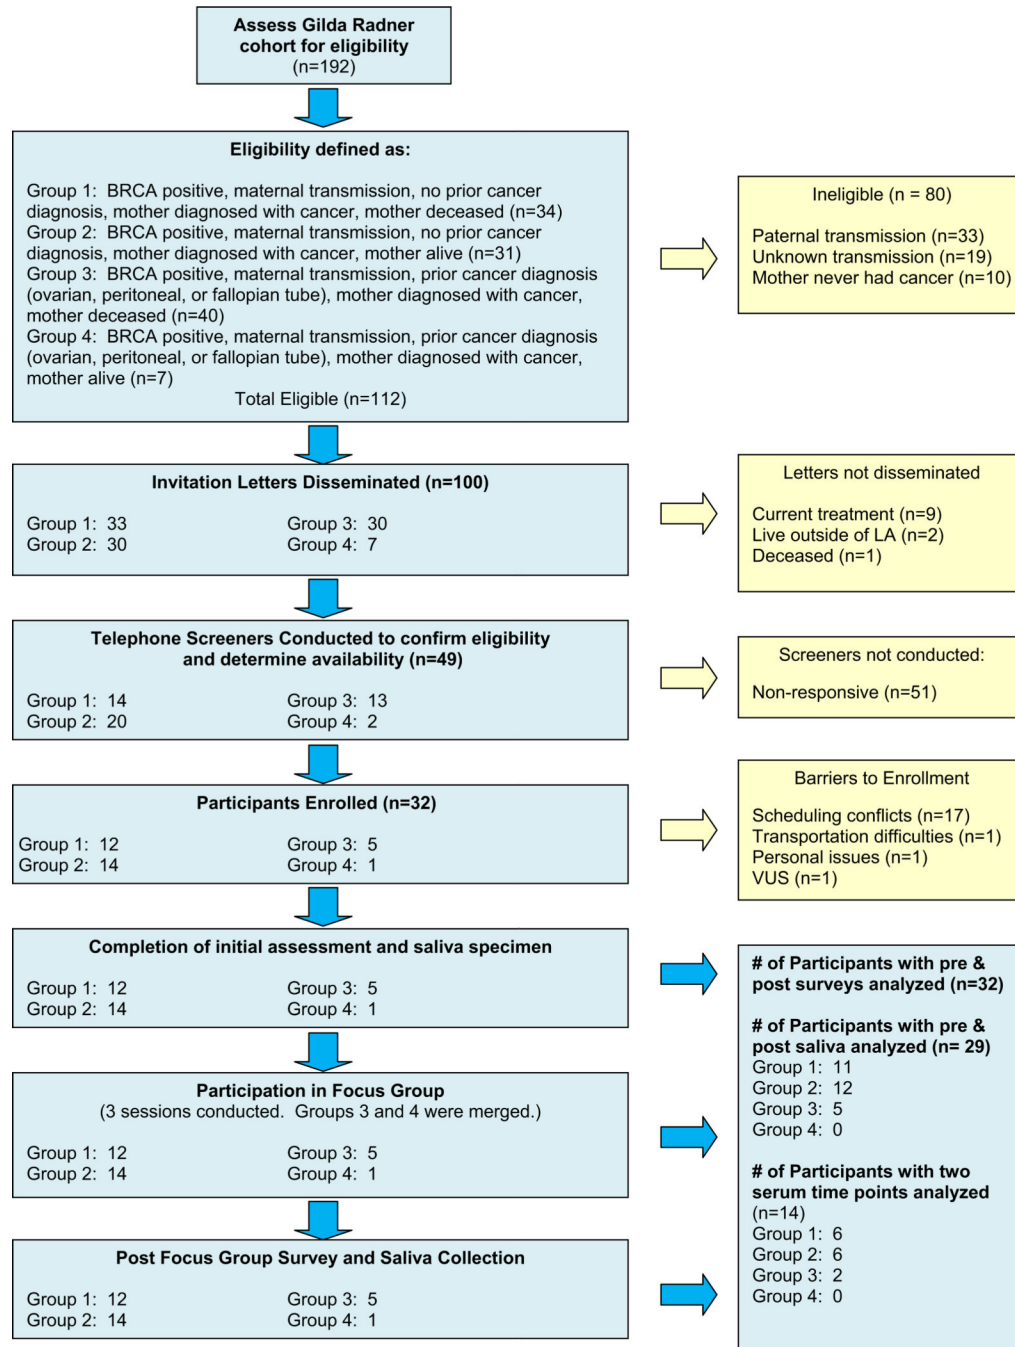 Assess Gilda Radner
cohort for eligibility
(n=192)
Eligibility defined as:
Group 1:  BRCA positive, maternal transmission, no prior cancer
diagnosis, mother diagnosed with cancer, mother deceased (n=34)
Group 2:  BRCA positive, maternal transmission, no prior cancer
diagnosis, mother diagnosed with cancer, mother alive (n=31)
Group 3:  BRCA positive, maternal transmission, prior cancer diagnosis
(ovarian, peritoneal, or fallopian tube), mother diagnosed with cancer,
mother deceased (n=40)
Group 4:  BRCA positive, maternal transmission, prior cancer diagnosis
(ovarian, peritoneal, or fallopian tube), mother diagnosed with cancer,
mother alive (n=7)
Total Eligible (n=112)
Ineligible (n = 80)
Paternal transmission (n=33)
Unknown transmission (n=19)
Mother never had cancer (n=10)
Invitation Letters Disseminated (n=100)
Group 1:  33
Group 3:  30
Group 2:  30
Group 4:  7
Letters not disseminated
Current treatment (n=9)
Live outside of LA (n=2)
Deceased (n=1)
Telephone Screeners Conducted to confirm eligibility
and determine availability (n=49)
Group 1:  14
Group 3:  13
Group 2:  20
Group 4:  2
Screeners not conducted:
Non-responsive (n=51)
Participants Enrolled (n=32)
Group 1:  12
Group 3:  5
Group 2:  14
Group 4:  1
Barriers to Enrollment
Scheduling conflicts (n=17)
Transportation difficulties (n=1)
Personal issues (n=1)
VUS (n=1)
Completion of initial assessment and saliva specimen
Group 1:  12
Group 3:  5
Group 2:  14
Group 4:  1
Participation in Focus Group
(3 sessions conducted.  Groups 3 and 4 were merged.)
Group 1:  12
Group 3:  5
Group 2:  14
Group 4:  1
Post Focus Group Survey and Saliva Collection
Group 1:  12
Group 3:  5
Group 2:  14
Group 4:  1
# of Participants with pre &
post surveys analyzed (n=32)
# of Participants with pre &
post saliva analyzed (n= 29)
Group 1:  11
Group 2:  12
Group 3:  5
Group 4:  0
# of Participants with two
serum time points analyzed
(n=14)
Group 1:  6
Group 2:  6
Group 3:  2
Group 4:  0